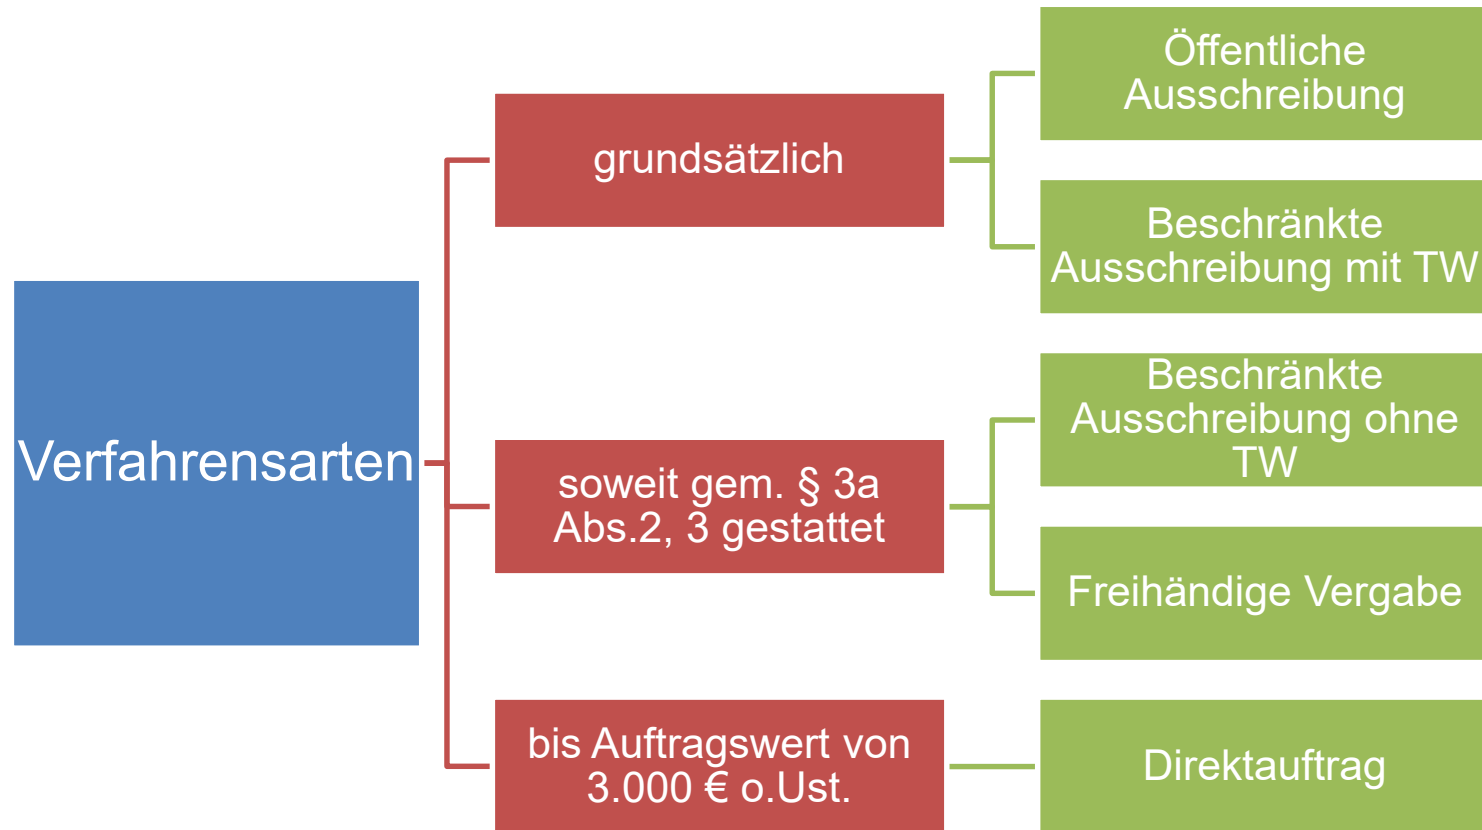 Verfahrensarten
grundsätzlich
Öffentliche
Ausschreibung
Beschränkte
Ausschreibung mit TW
soweit gem. § 3a
Abs.2, 3 gestattet
Beschränkte
Ausschreibung ohne
TW
Freihändige Vergabe
bis Auftragswert von
3.000 € o.Ust.
Direktauftrag